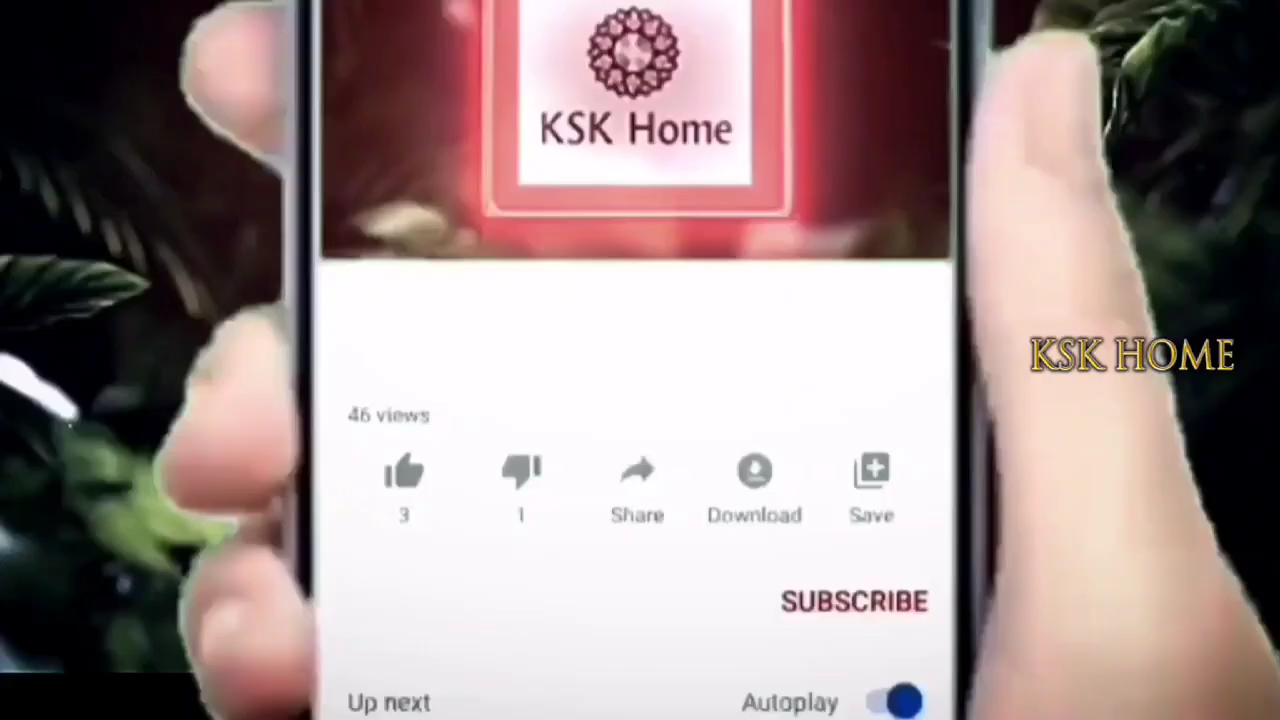 KSK Home
KSK HOME
46 views
3
1
Share
Download
Save
SUBSCRIBE
Up next
Autoplay